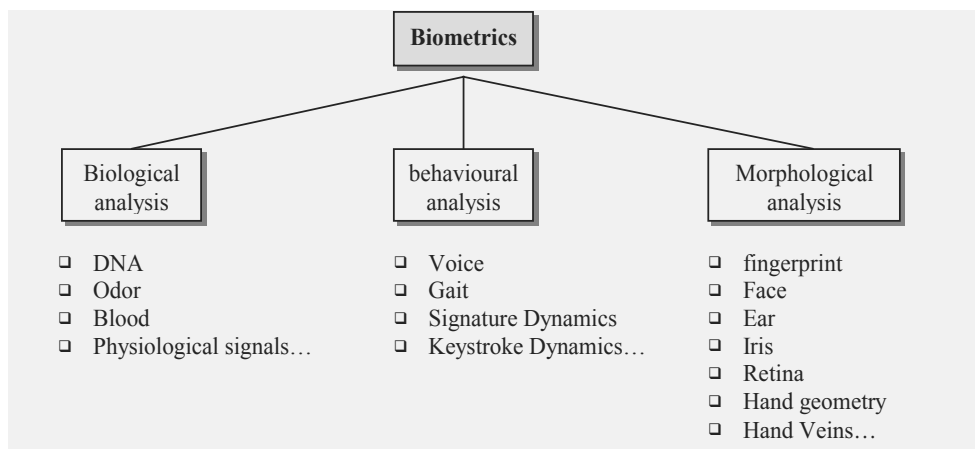 Biometrics
Biological
analysis
behavioural
analysis
Morphological
analysis
❑ DNA
❑ Odor
❑ Blood
❑ Physiological signals…
❑ Voice
❑ Gait
❑ Signature Dynamics
❑ Keystroke Dynamics…
❑ fingerprint
❑ Face
❑ Ear
❑ Iris
❑ Retina
❑ Hand geometry
❑ Hand Veins…